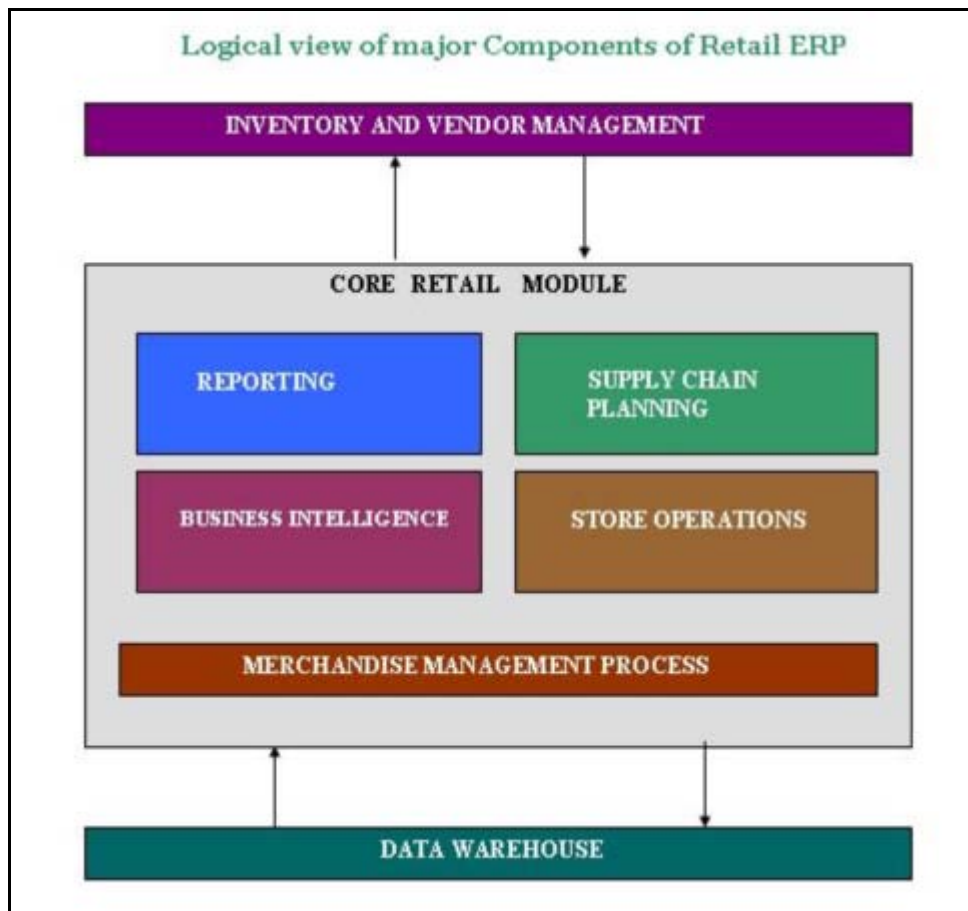 Logical view of major Components of Retail ERP
INVENTORY AND VENDOR MANAGEMENT
CORE RETAIL MODULE
REPORTING
SUPPLY CHAIN
PLANNING
BUSINESS INTELLIGENCE
STORE OPERATIONS
MERCHANDISE MANAGEMENT PROCESS
DATA WAREHOUSE